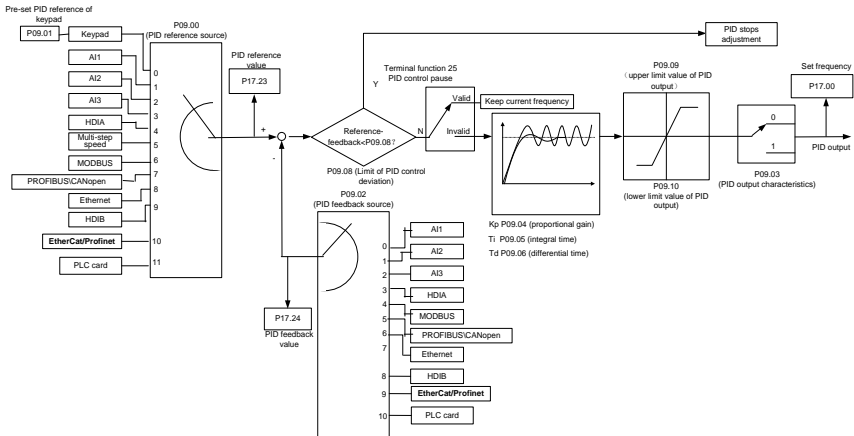 Pre-set PID reference of
keypad
P09.01
Keypad
AI1
AI2
AI3
HDIA
Multi-step
speed
MODBUS
PROFIBUS\CANopen
Ethernet
HDIB
EtherCat/Profinet
PLC card
P09.00
(PID reference source)
0
1
2
3
4
5
6
7
8
9
10
11
PID reference
value
P17.23
+
-
Reference-
feedback<P09.08?
P09.08 (Limit of PID control
deviation)
Y
N
PID stops
adjustment
Terminal function 25
PID control pause
Valid
Invalid
Keep current frequency
Kp P09.04 (proportional gain)
Ti P09.05 (integral time)
Td P09.06 (differential time)
P09.09
(upper limit value of PID
output)
P09.10
(lower limit value of PID
output)
0
1
P09.03
(PID output characteristics)
Set frequency
P17.00
PID output
P09.02
(PID feedback source)
P17.24
PID feedback
value
0
1
2
3
4
5
6
7
8
9
10
AI1
AI2
AI3
HDIA
MODBUS
PROFIBUS\CANopen
Ethernet
HDIB
EtherCat/Profinet
PLC card